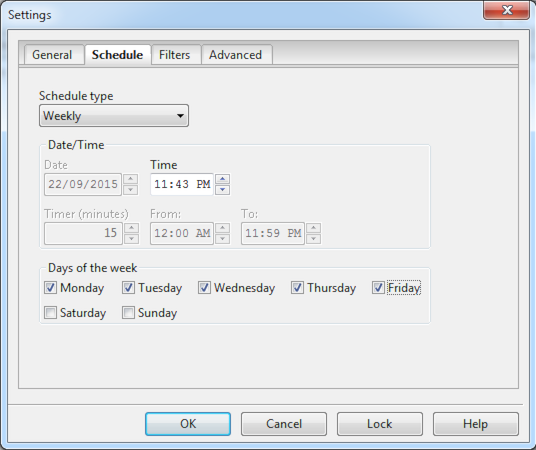 Settings
General Schedule Filters Advanced
Schedule type
Weekly
Date/Time
Date Time
22/09/2015 11:43 PM
Timer (minutes) From: To:
15 12:00 AM 11:59 PM
Days of the week
Monday Tuesday Wednesday Thursday Friday
Saturday Sunday
OK Cancel Lock Help